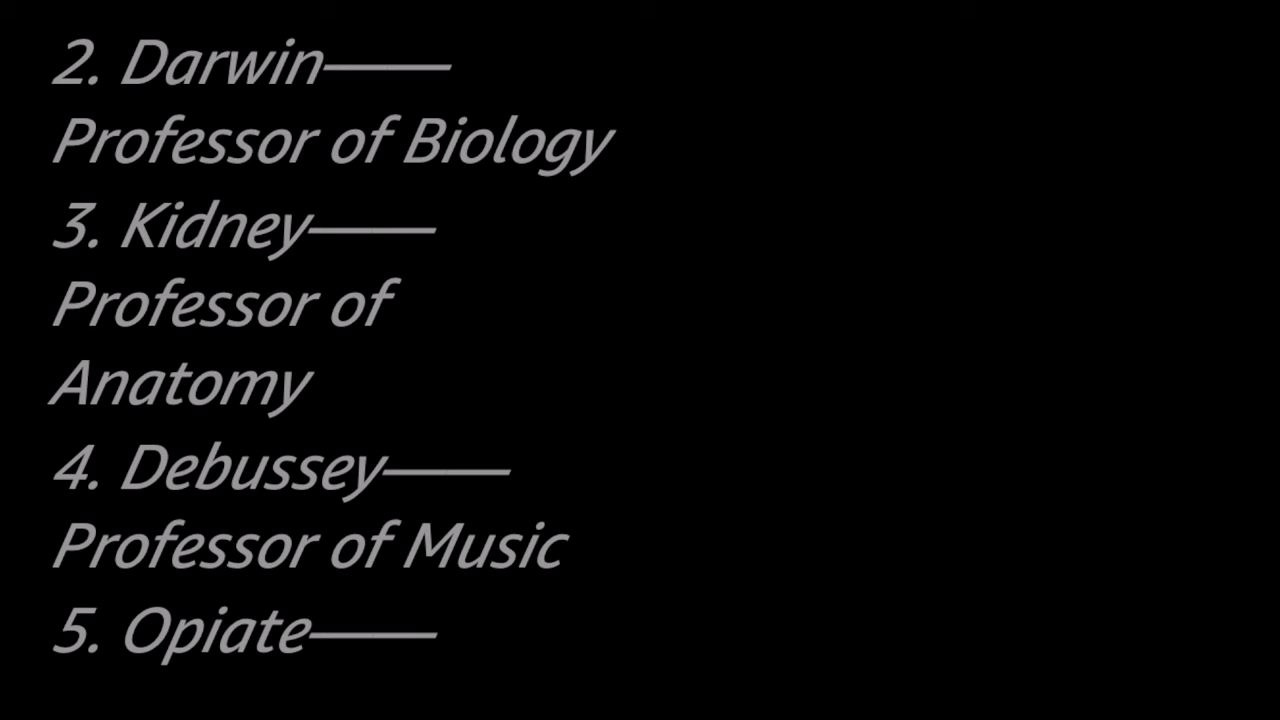 2. Darwin——
Professor of Biology
3. Kidney——
Professor of
Anatomy
4. Debussey——
Professor of Music
5. Opiate——